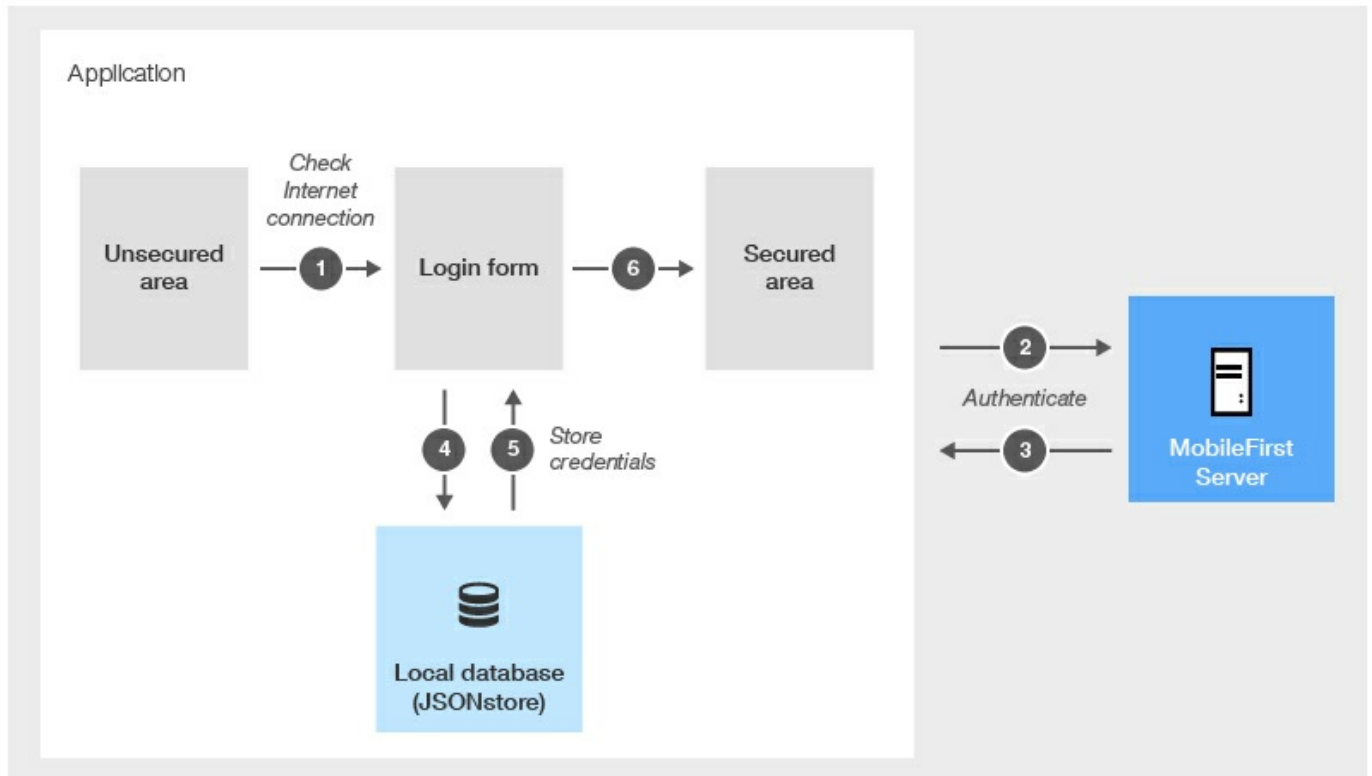 Application
Check
Internet
connection
Unsecured
area
1
Login form
6
Secured
area
2
Authenticate
3
MobileFirst
Server
4
5
Store
credentials
Local database
(JSONstore)